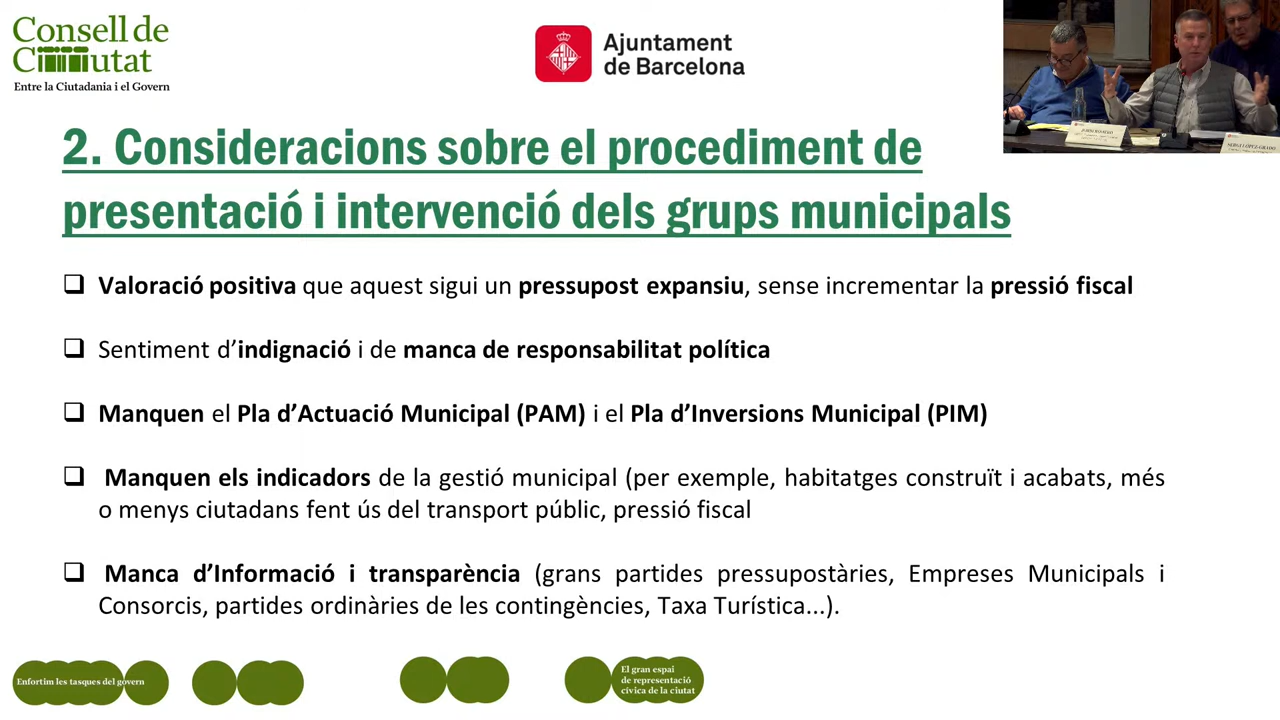 Consell de
Ciutat
Entre la Ciutadania i el Govern
Ajuntament
de Barcelona
JORDI
SERGI LÓPEZ-GRADO
2. Consideracions sobre el procediment de
presentació i intervenció dels grups municipals
Valoració positiva que aquest sigui un pressupost expansiu, sense incrementar la pressió fiscal
Sentiment d’indignació i de manca de responsabilitat política
Manquen el Pla d’Actuació Municipal (PAM) i el Pla d’Inversions Municipal (PIM)
Manquen els indicadors de la gestió municipal (per exemple, habitatges construït i acabats, més
o menys ciutadans fent ús del transport públic, pressió fiscal
Manca d’Informació i transparència (grans partides pressupostàries, Empreses Municipals i
Consorcis, partides ordinàries de les contingències, Taxa Turística...).
Enfortim les tasques del govern
El gran espai
de representació
cívica de la ciutat